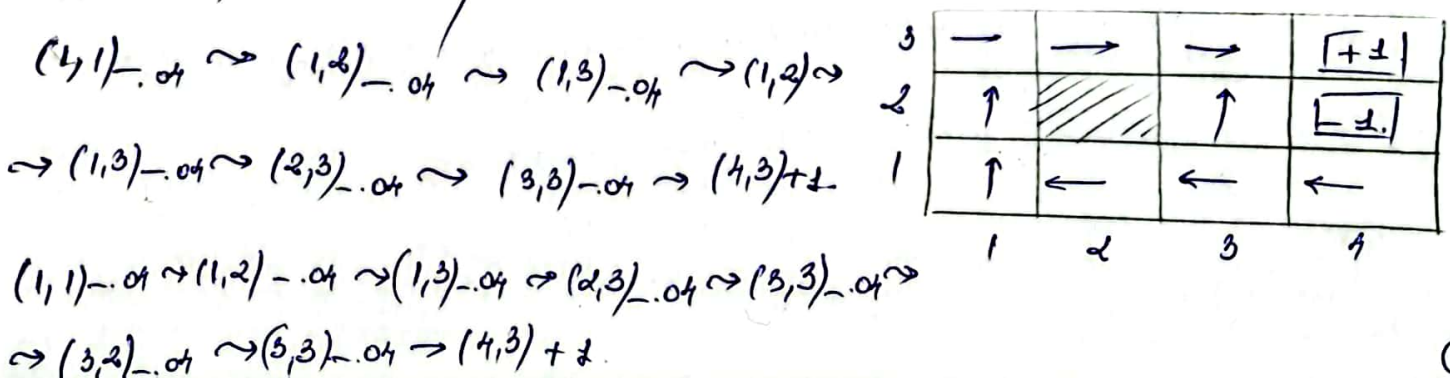 (1,1)-.04 ⇝ (1,2)-.04 ⇝ (1,3)-.04 ⇝ (1,2) ⇝
⇝ (1,3)-.04 ⇝ (2,3)-.04 ⇝ (3,3)-.04 → (4,3)+1
(1,1)-.04 ⇝ (1,2)-.04 ⇝ (1,3)-.04 → (2,3)-.04 ⇝ (3,3)-.04 ⇝
⇝ (3,2)-.04 ⇝ (3,3)-.04 → (4,3) + 1.
3 → → → +1
2 ↑ ↑ -1.
1 ↑ ← ← ←
1 2 3 4
(